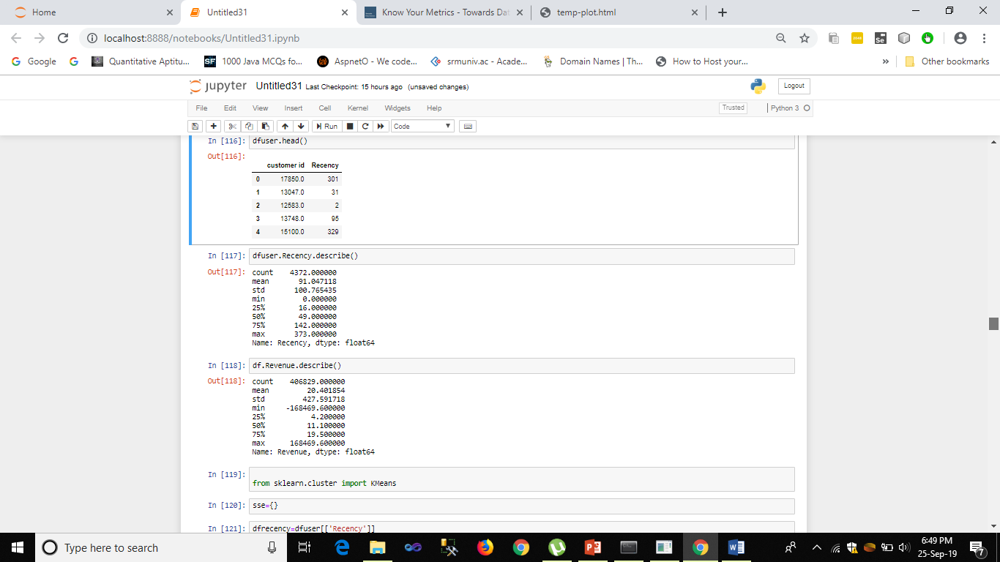 Home
Untitled31
Know Your Metrics - Towards Dat
temp-plot.html
localhost:8888/notebooks/Untitled31.ipynb
Google
Quantitative Aptitu...
SF 1000 Java MCQs fo...
AspnetO - We code...
srmuniv.ac - Acade...
Domain Names | Th...
How to Host your...
» Other bookmarks
jupyter Untitled31 Last Checkpoint: 15 hours ago (unsaved changes)
Logout
File Edit View Insert Cell Kernel Widgets Help
Trusted
Python 3
Run
Code
In [116]: dfuser.head()
Out[116]:
customer id Recency
0 17850.0 301
1 13047.0 31
2 12583.0 2
3 13748.0 95
4 15100.0 329
In [117]: dfuser.Recency.describe()
Out[117]: count 4372.000000
mean 91.047118
std 100.765435
min 0.000000
25% 16.000000
50% 49.000000
75% 142.000000
max 373.000000
Name: Recency, dtype: float64
In [118]: df.Revenue.describe()
Out[118]: count 406829.000000
mean 20.401854
std 427.591718
min -168469.600000
25% 4.200000
50% 11.100000
75% 19.500000
max 168469.600000
Name: Revenue, dtype: float64
In [119]:
from sklearn.cluster import KMeans
In [120]: sse={}
In [121]: dfrecency=dfuser[['Recency']]
Type here to search
6:49 PM
25-Sep-19
7